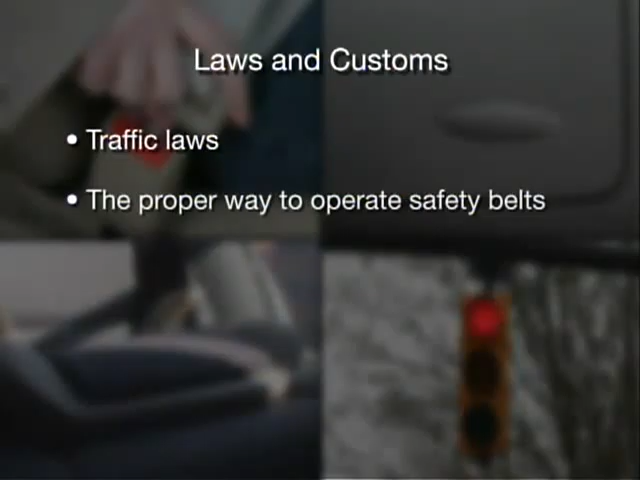 Laws and Customs
• Traffic laws
• The proper way to operate safety belts